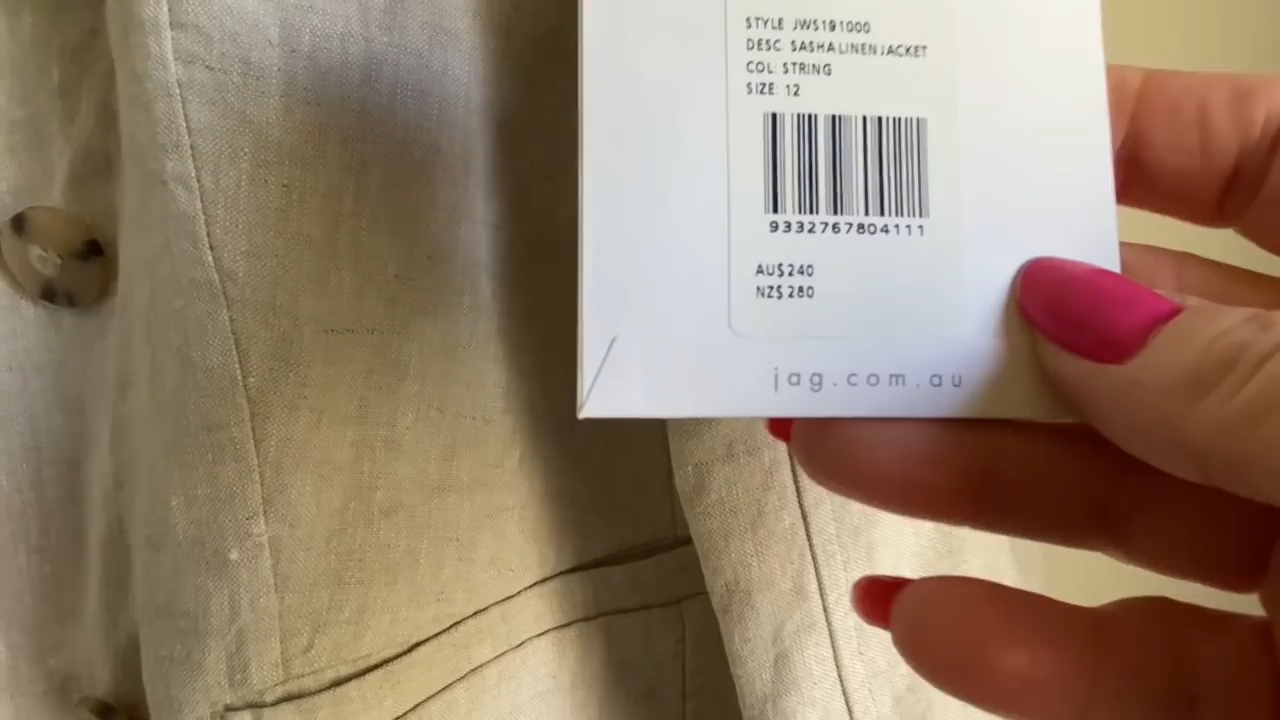 STYLE JWS191000
DESC SASHA LINEN JACKET
COL: STRING
SIZE: 12
9332767804111
AU$240
NZ$280
jag.com.au